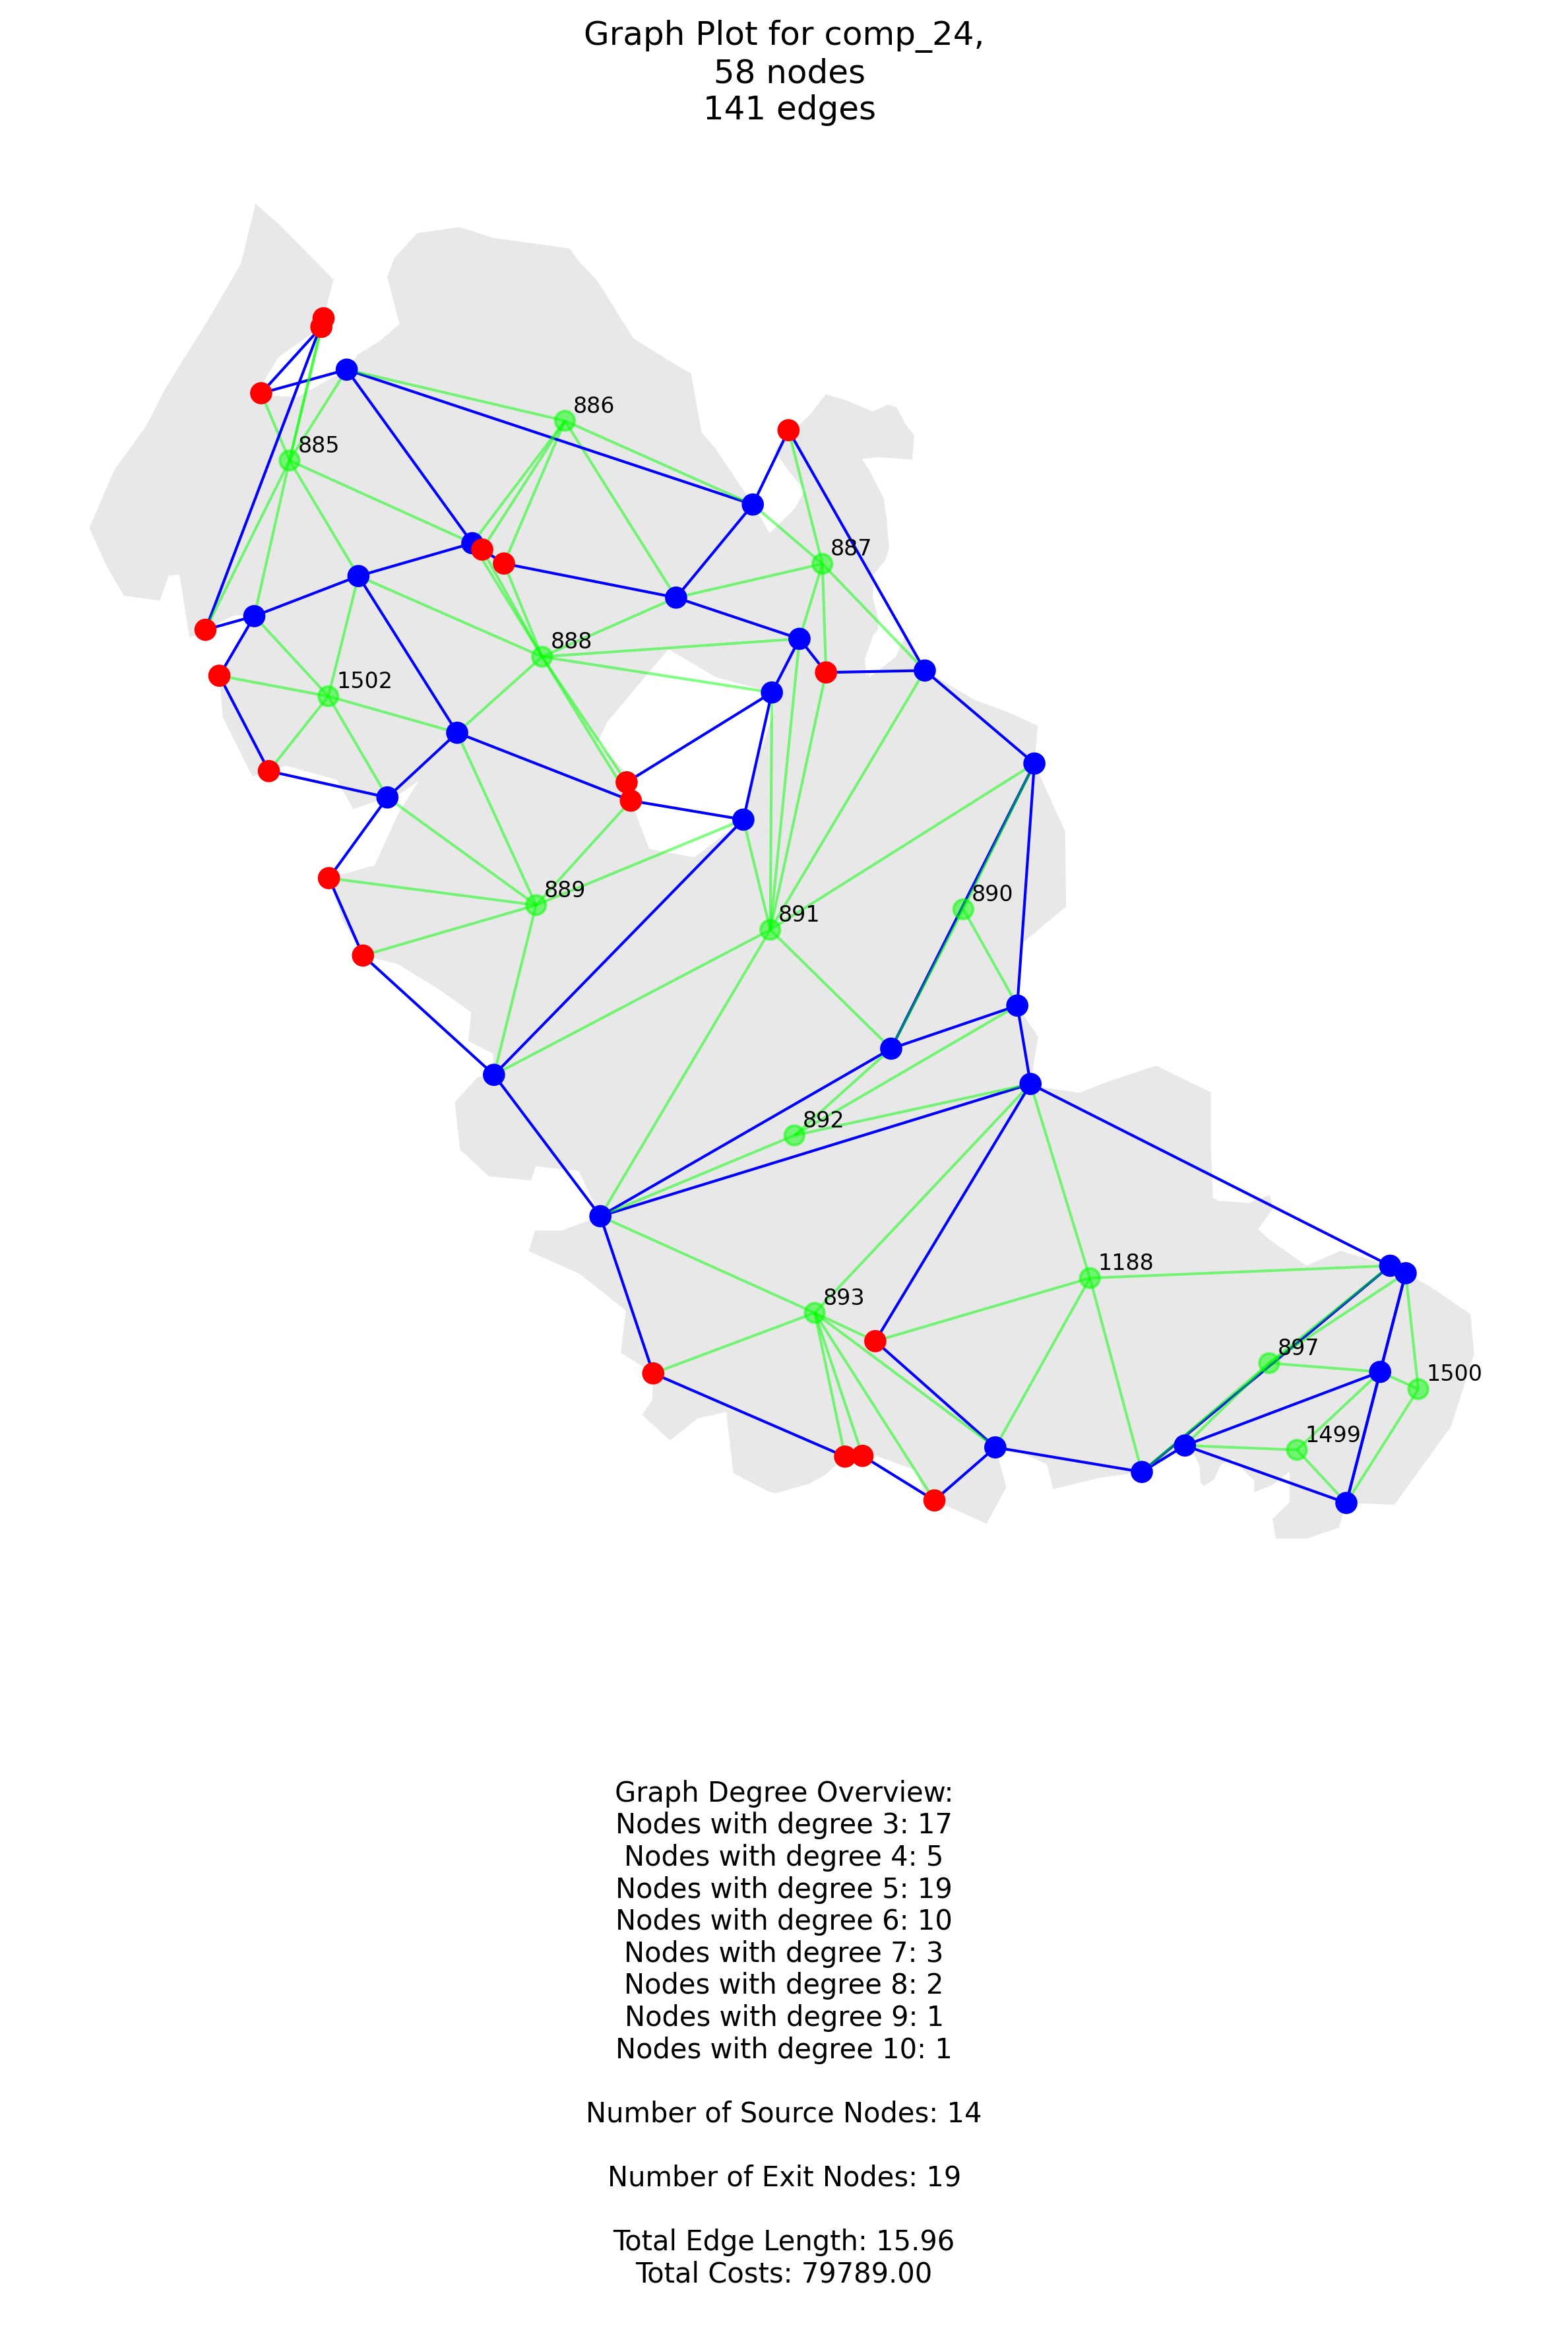 Graph Plot for comp_24,
58 nodes
141 edges
886
885
887
888
1502
889
890
891
892
1188
893
897
1500
1499
Graph Degree Overview:
Nodes with degree 3: 17
Nodes with degree 4: 5
Nodes with degree 5: 19
Nodes with degree 6: 10
Nodes with degree 7: 3
Nodes with degree 8: 2
Nodes with degree 9: 1
Nodes with degree 10: 1
Number of Source Nodes: 14
Number of Exit Nodes: 19
Total Edge Length: 15.96
Total Costs: 79789.00